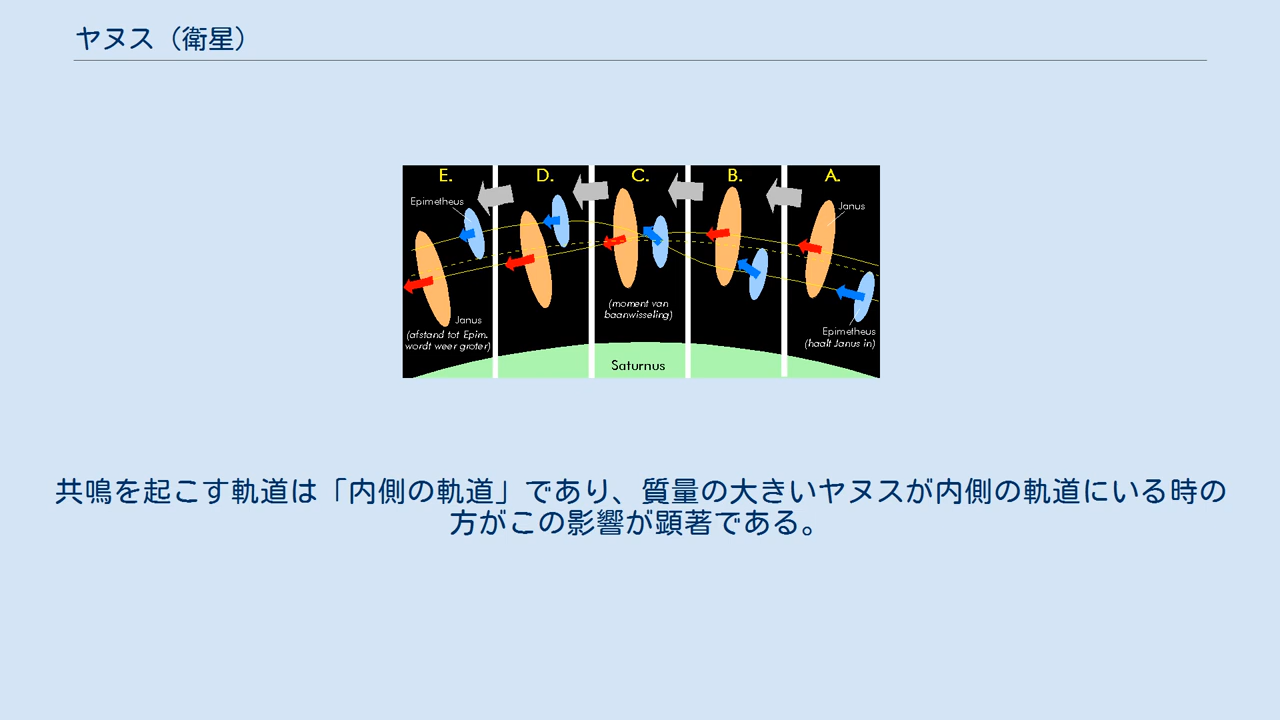 ヤヌス（衛星）
E.
D.
C.
B.
A.
Epimetheus
Janus
Janus
(afstand tot Epim.
wordt weer groter)
(moment van
baanwisseling)
Epimetheus
(haalt Janus in)
Saturnus
共鳴を起こす軌道は「内側の軌道」であり、質量の大きいヤヌスが内側の軌道にいる時の
方がこの影響が顕著である。